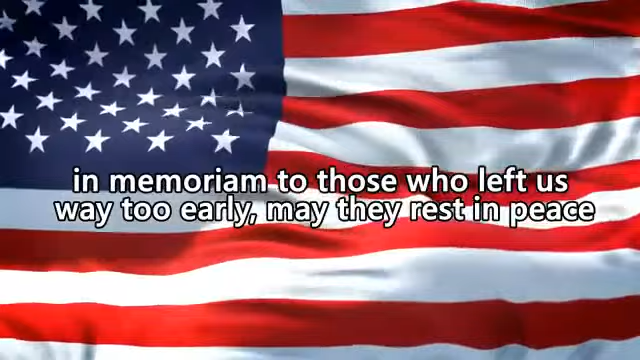 in memoriam to those who left us
way too early, may they rest in peace